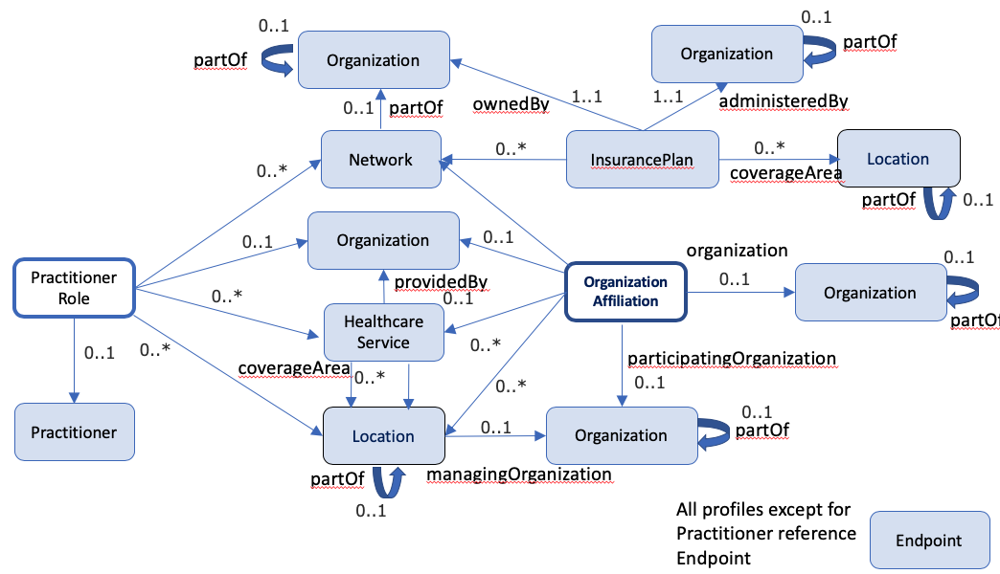 0..1
partOf
Organization
0..1
partOf
Organization
0..1
partOf
ownedBy
1..1
1..1
administeredBy
Network
0..*
0..*
InsurancePlan
0..*
coverageArea
Location
partOf
0..1
Organization
0..1
0..1
providedBy
0..1
Practitioner
Role
0..*
Healthcare
Service
Organization
Affiliation
organization
0..1
Organization
0..1
partOf
0..1
0..*
coverageArea
0..*
0..*
0..*
participatingOrganization
0..1
Practitioner
Location
partOf
0..1
0..1
managingOrganization
Organization
0..1
partOf
All profiles except for
Practitioner reference
Endpoint
Endpoint